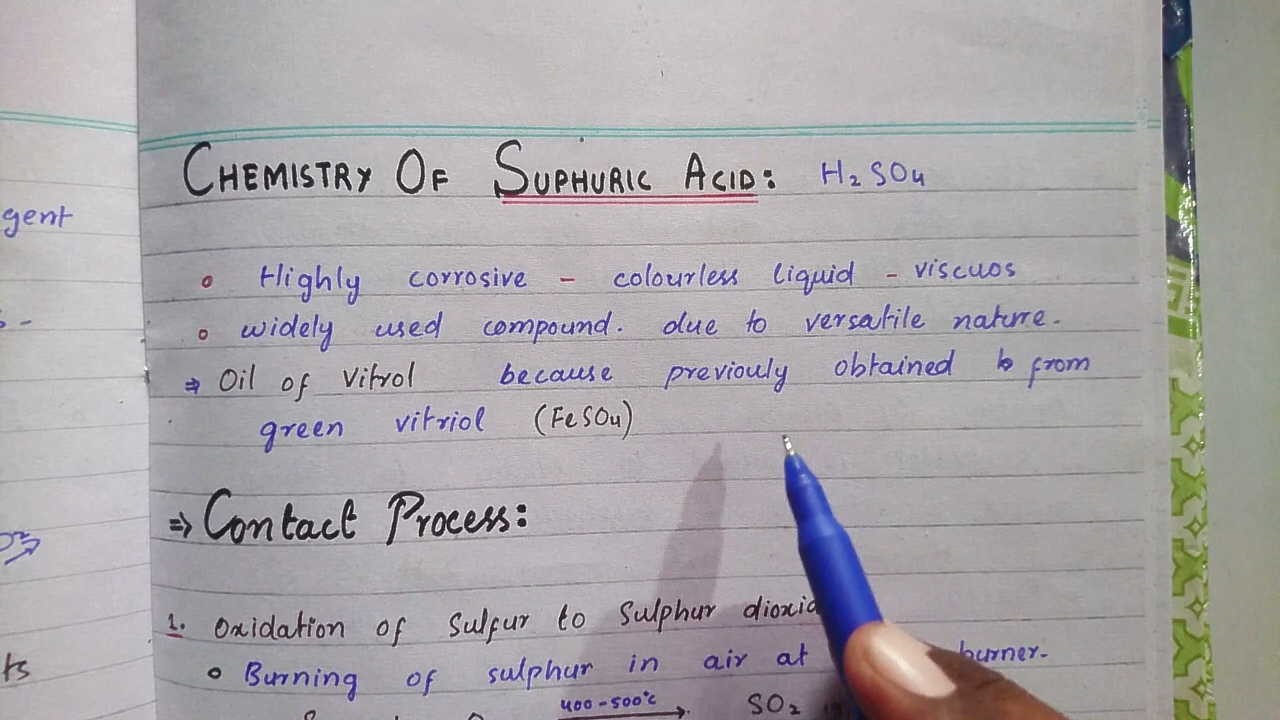 CHEMISTRY OF SUPHURIC ACID: H₂SO₄
gent
Highly corrosive - colourless liquid - viscuos
widely used compound. due to versatile nature.
⇒ Oil of Vitrol because previouly obtained from
green vitriol (FeSO₄)
⇒ Contact Process:
1. Oxidation of Sulfur to Sulphur dioxid
Burning of sulphur in air at burner.
ts
400-500°C
SO₂